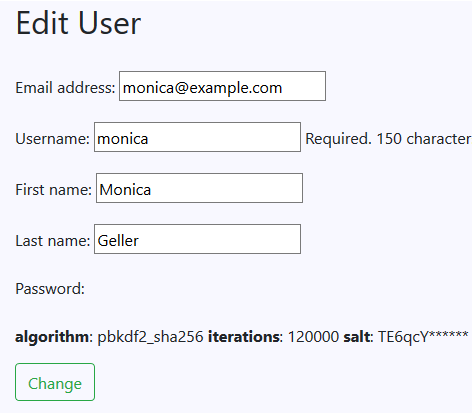 Edit User
Email address: monica@example.com
Username: monica Required. 150 character
First name: Monica
Last name: Geller
Password:
algorithm: pbkdf2_sha256 iterations: 120000 salt: TE6qcY******
Change